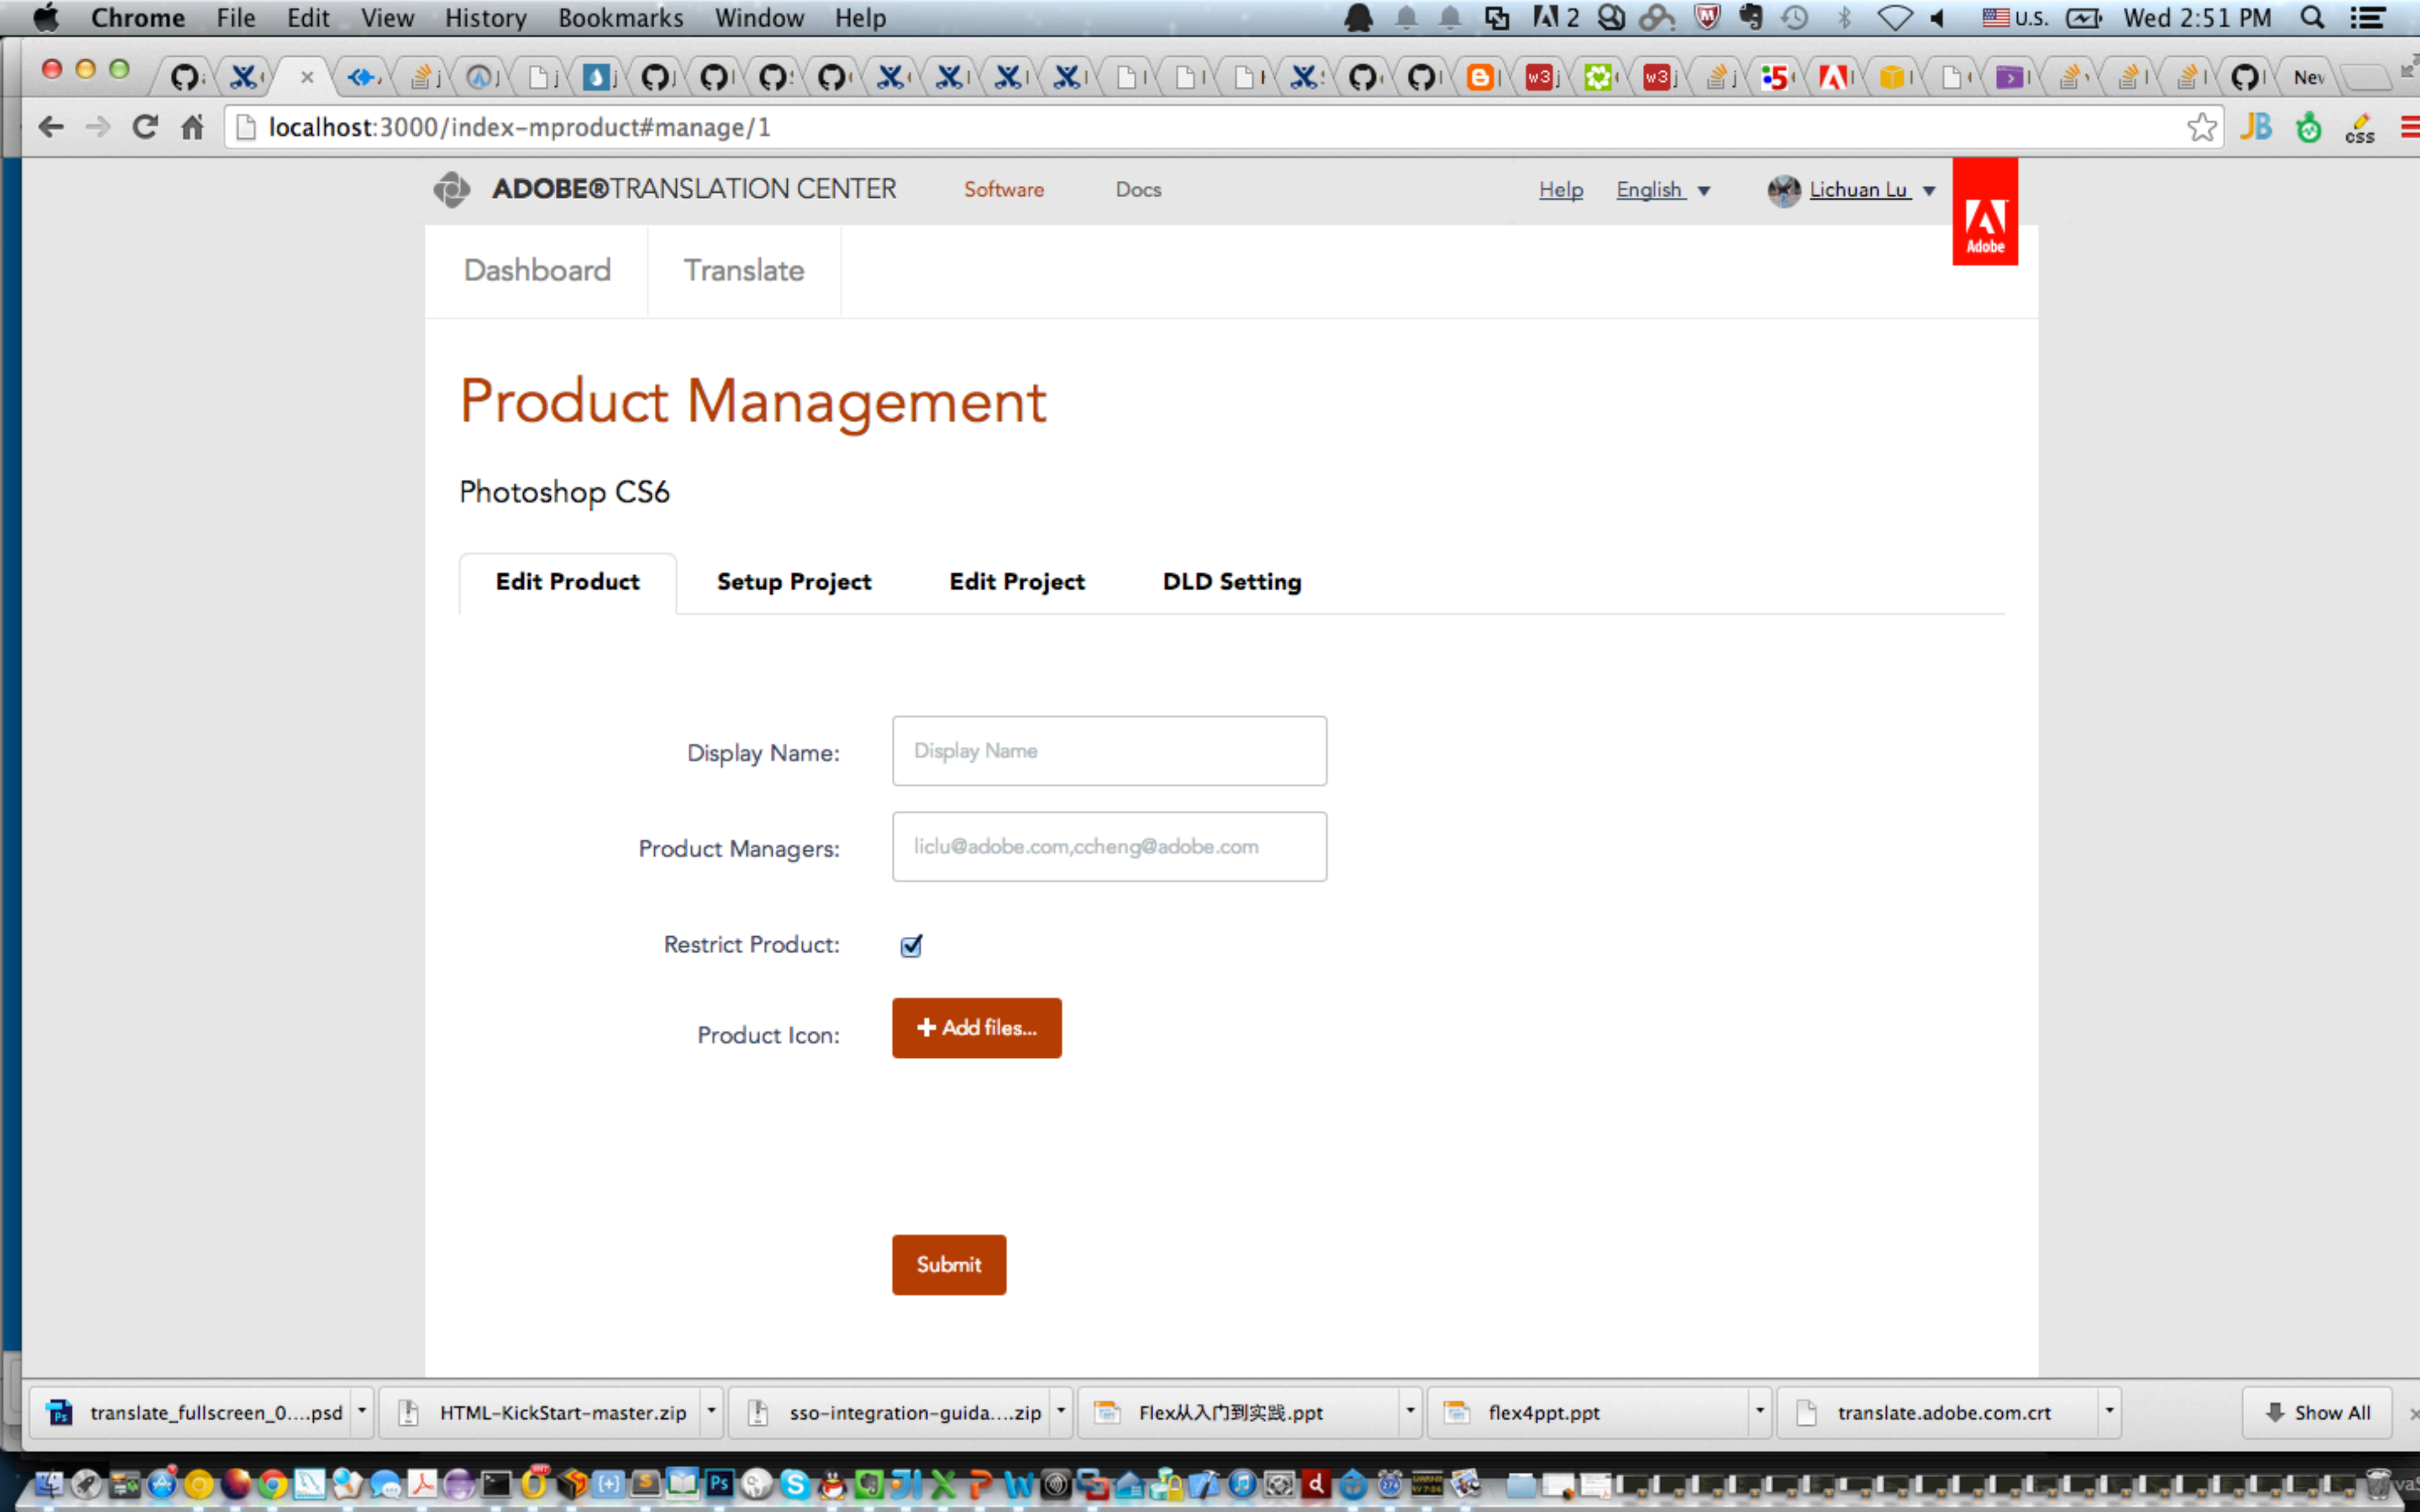 Chrome File Edit View History Bookmarks Window Help 2 U.S. Wed 2:51 PM
New
localhost:3000/index-mproduct#manage/1
JB css
ADOBE®TRANSLATION CENTER Software Docs Help English Lichuan Lu
Adobe
Dashboard Translate
Product Management
Photoshop CS6
Edit Product Setup Project Edit Project DLD Setting
Display Name: Display Name
Product Managers: liclu@adobe.com,ccheng@adobe.com
Restrict Product:
Product Icon: + Add files...
Submit
translate_fullscreen_0....psd HTML-KickStart-master.zip sso-integration-guida....zip Flex从入门到实践.ppt flex4ppt.ppt translate.adobe.com.crt Show All